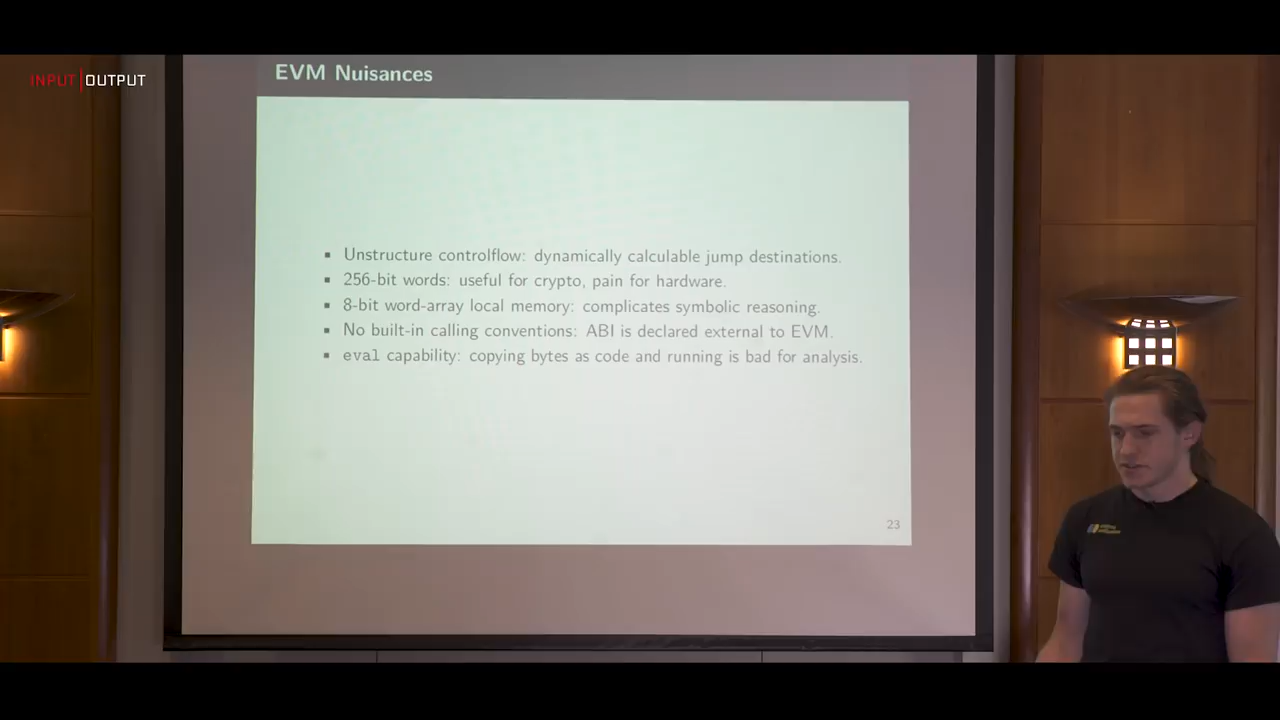 INPUT|OUTPUT
EVM Nuisances
▪ Unstructure controlflow: dynamically calculable jump destinations.
▪ 256-bit words: useful for crypto, pain for hardware.
▪ 8-bit word-array local memory: complicates symbolic reasoning.
▪ No built-in calling conventions: ABI is declared external to EVM.
▪ eval capability: copying bytes as code and running is bad for analysis.
23